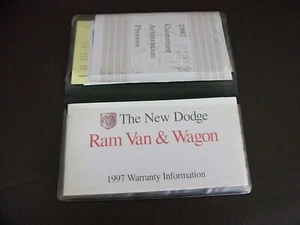 1997
Customer
Arbitration
Process
The New Dodge
Ram Van & Wagon
1997 Warranty Information